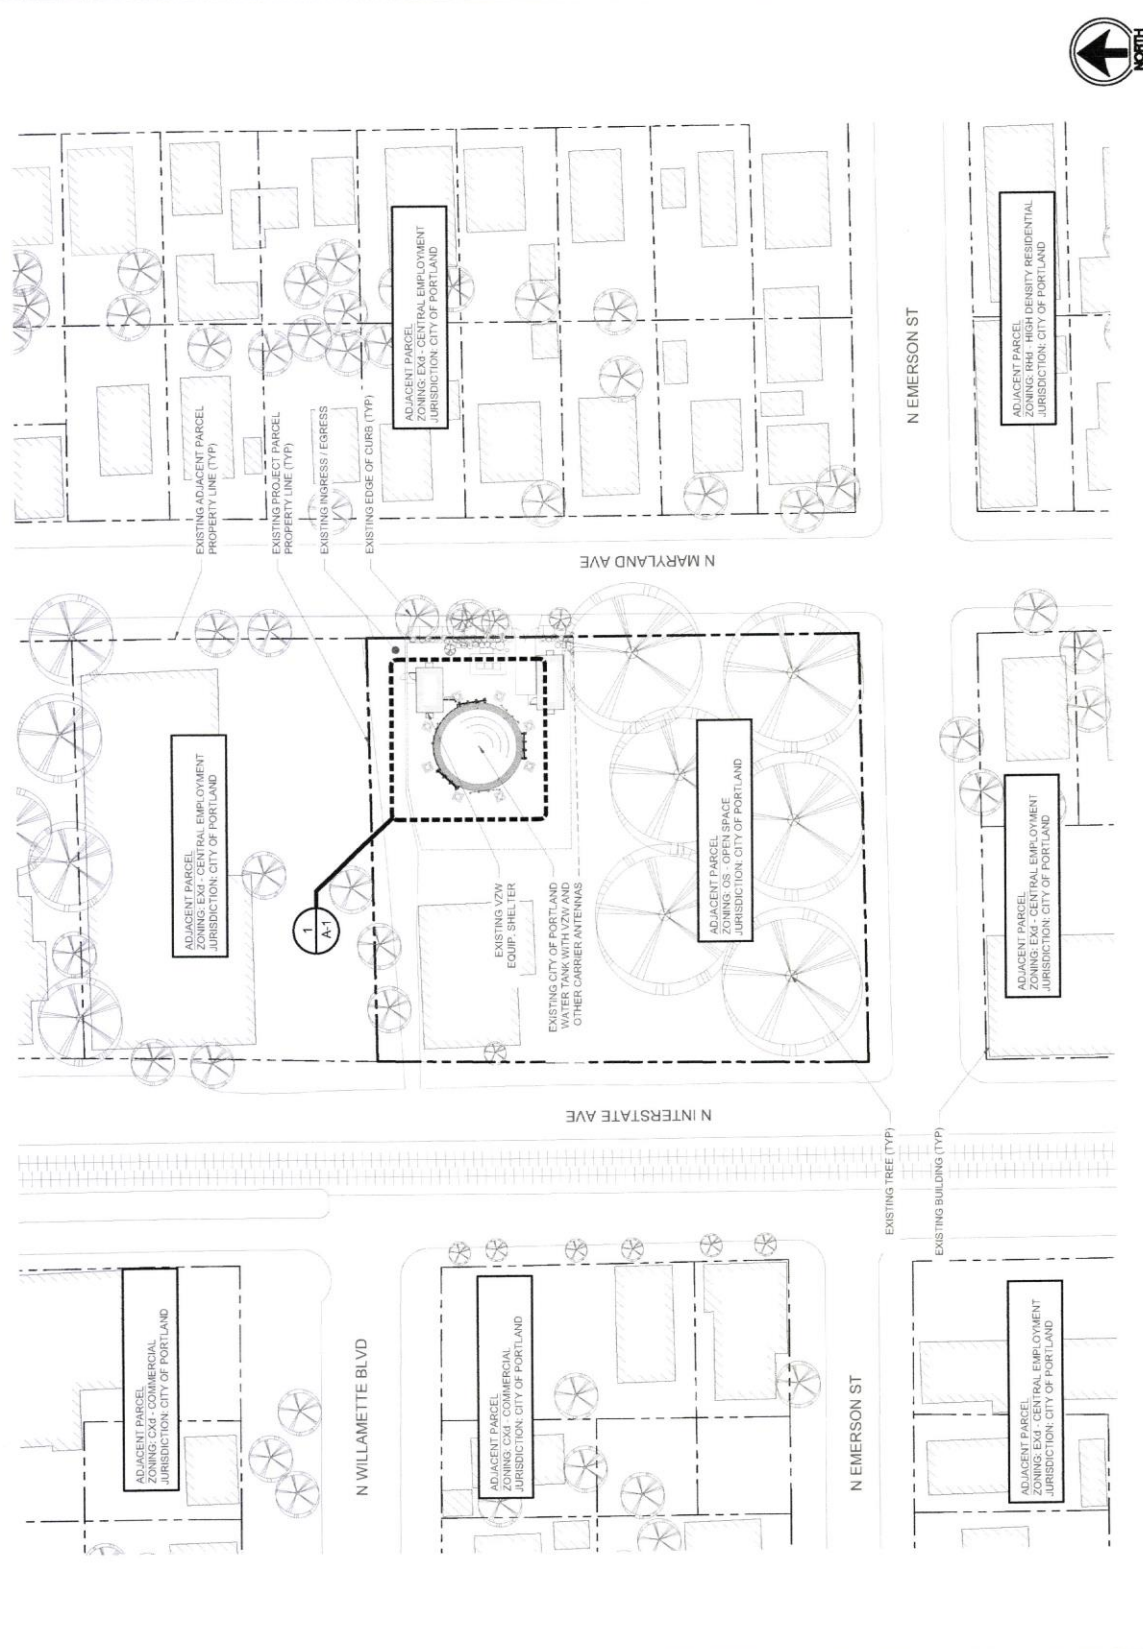 NORTH
ADJACENT PARCEL
ZONING: EXd - CENTRAL EMPLOYMENT
JURISDICTION: CITY OF PORTLAND
N EMERSON ST
ADJACENT PARCEL
ZONING: RHd - HIGH DENSITY RESIDENTIAL
JURISDICTION: CITY OF PORTLAND
EXISTING ADJACENT PARCEL
PROPERTY LINE (TYP)
EXISTING PROJECT PARCEL
PROPERTY LINE (TYP)
EXISTING INGRESS / EGRESS
EXISTING EDGE OF CURB (TYP)
N MARYLAND AVE
ADJACENT PARCEL
ZONING: EXd - CENTRAL EMPLOYMENT
JURISDICTION: CITY OF PORTLAND
1
A-1
EXISTING VZW
EQUIP. SHELTER
EXISTING CITY OF PORTLAND
WATER TANK WITH VZW AND
OTHER CARRIER ANTENNAS
ADJACENT PARCEL
ZONING: OS - OPEN SPACE
JURISDICTION: CITY OF PORTLAND
ADJACENT PARCEL
ZONING: EXd - CENTRAL EMPLOYMENT
JURISDICTION: CITY OF PORTLAND
N INTERSTATE AVE
EXISTING TREE (TYP)
EXISTING BUILDING (TYP)
ADJACENT PARCEL
ZONING: CXd - COMMERCIAL
JURISDICTION: CITY OF PORTLAND
N WILLAMETTE BLVD
ADJACENT PARCEL
ZONING: CXd - COMMERCIAL
JURISDICTION: CITY OF PORTLAND
N EMERSON ST
ADJACENT PARCEL
ZONING: EXd - CENTRAL EMPLOYMENT
JURISDICTION: CITY OF PORTLAND